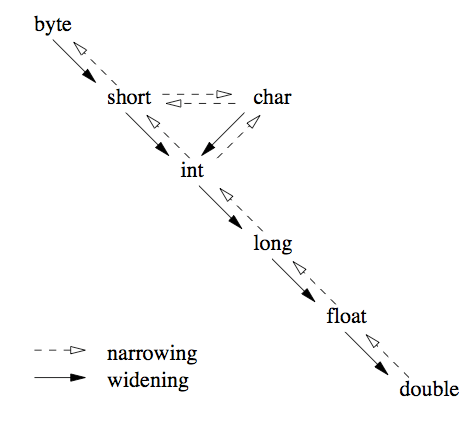 byte
short char
int
long
float
narrowing
widening
double